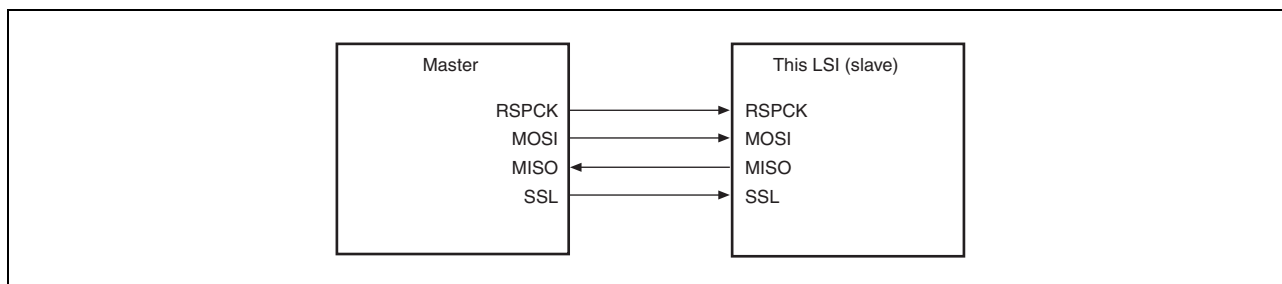 Master
This LSI (slave)
RSPCK
RSPCK
MOSI
MOSI
MISO
MISO
SSL
SSL